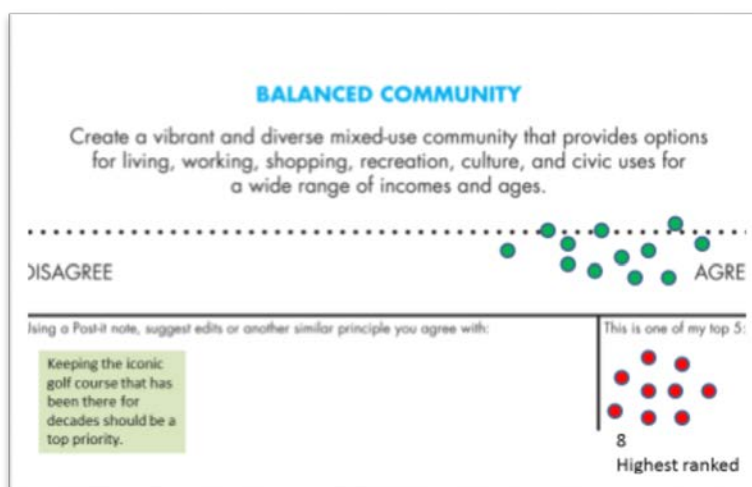 BALANCED COMMUNITY
Create a vibrant and diverse mixed-use community that provides options
for living, working, shopping, recreation, culture, and civic uses for
a wide range of incomes and ages.
DISAGREE
AGRE
Using a Post-it note, suggest edits or another similar principle you agree with:
This is one of my top 5:
Keeping the iconic
golf course that has
been there for
decades should be a
top priority.
8
Highest ranked